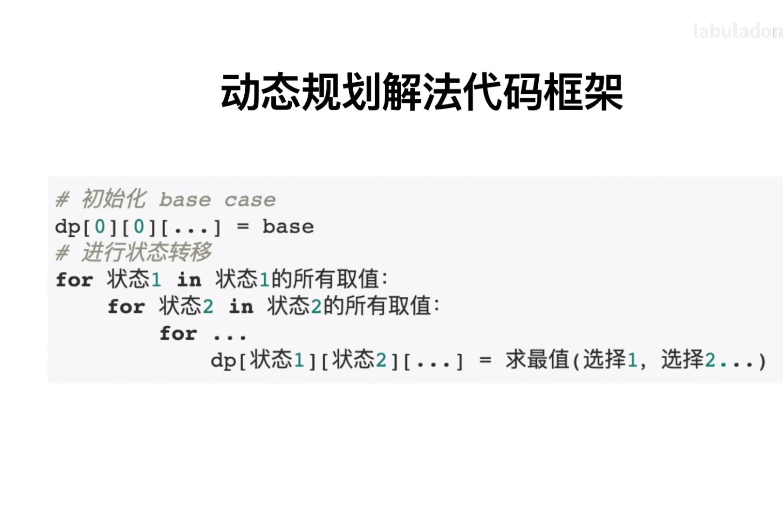 labuladon
动态规划解法代码框架
# 初始化 base case
dp[0][0][...] = base
# 进行状态转移
for 状态1 in 状态1的所有取值：
    for 状态2 in 状态2的所有取值：
        for ...
            dp[状态1][状态2][...] = 求最值(选择1，选择2...)